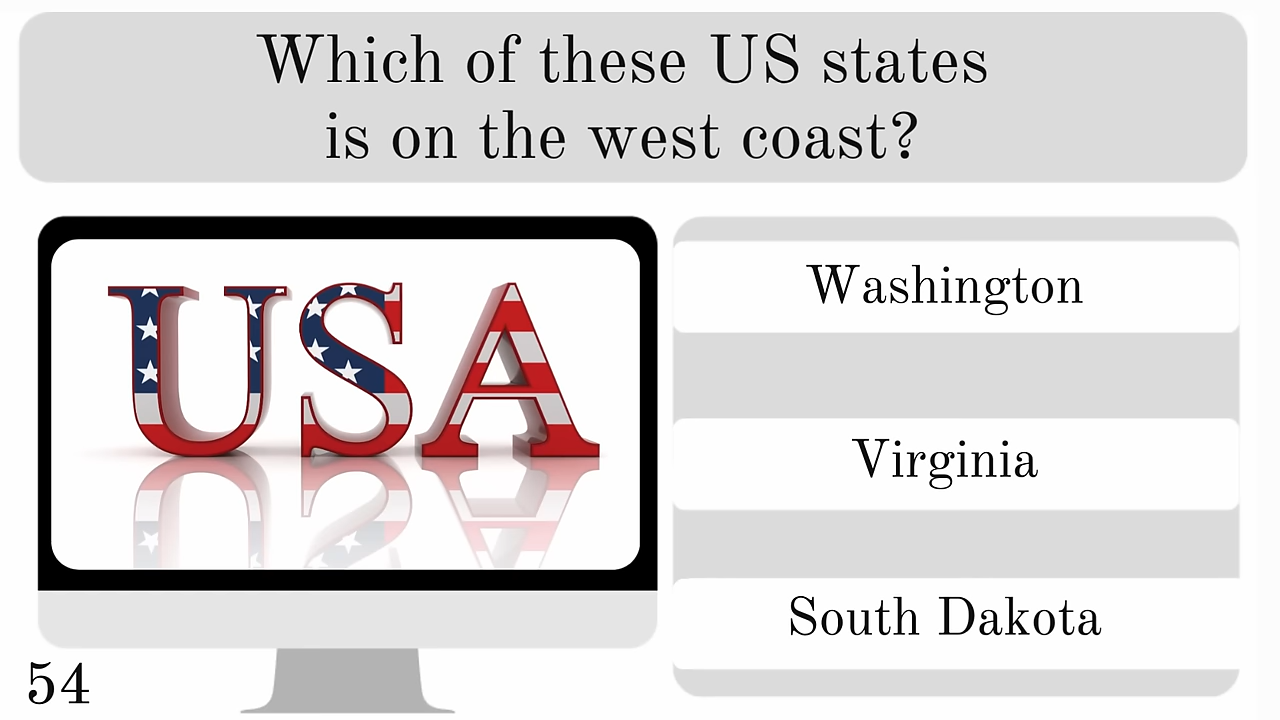 Which of these US states
is on the west coast?
USA
Washington
Virginia
South Dakota
54